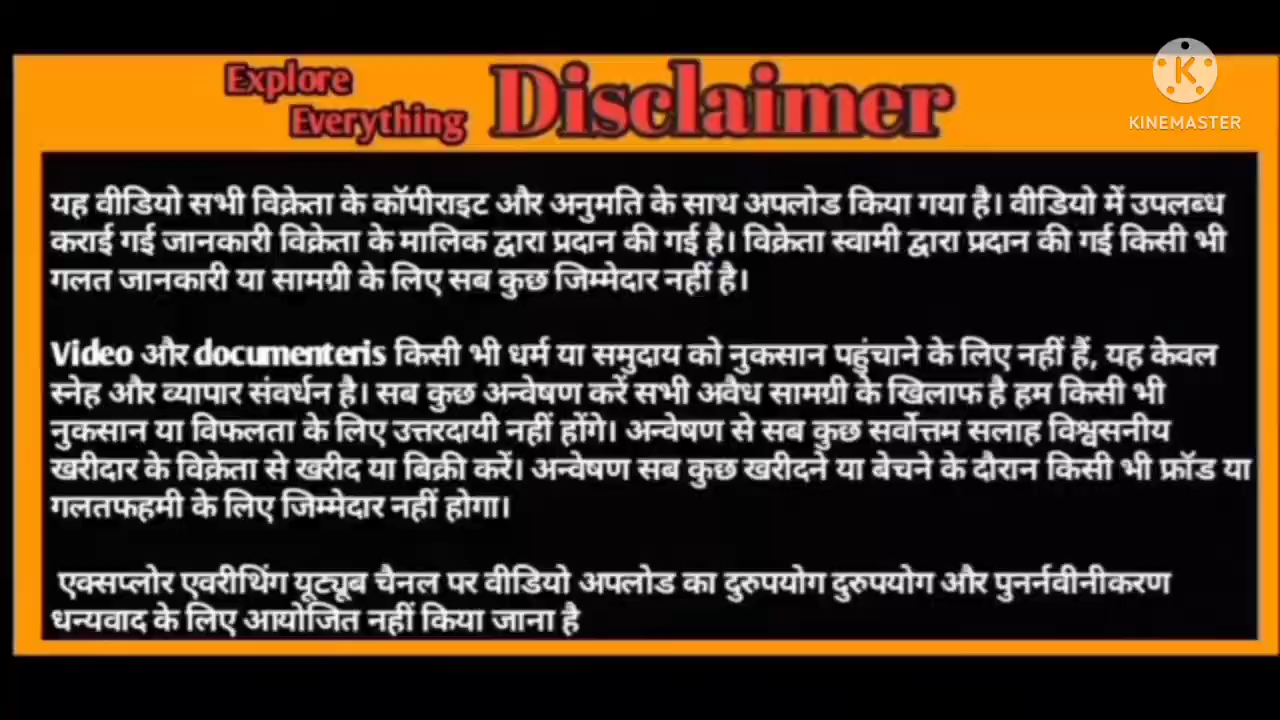 Explore
Everything
Disclaimer
KINEMASTER
यह वीडियो सभी विक्रेता के कॉपीराइट और अनुमति के साथ अपलोड किया गया है। वीडियो में उपलब्ध
कराई गई जानकारी विक्रेता के मालिक द्वारा प्रदान की गई है। विक्रेता स्वामी द्वारा प्रदान की गई किसी भी
गलत जानकारी या सामग्री के लिए सब कुछ जिम्मेदार नहीं है।
Video और documenteris किसी भी धर्म या समुदाय को नुकसान पहुंचाने के लिए नहीं हैं, यह केवल
स्नेह और व्यापार संवर्धन है। सब कुछ अन्वेषण करें सभी अवैध सामग्री के खिलाफ है हम किसी भी
नुकसान या विफलता के लिए उत्तरदायी नहीं होंगे। अन्वेषण से सब कुछ सर्वोत्तम सलाह विश्वसनीय
खरीदार के विक्रेता से खरीद या बिक्री करें। अन्वेषण सब कुछ खरीदने या बेचने के दौरान किसी भी फ्रॉड या
गलतफहमी के लिए जिम्मेदार नहीं होगा।
एक्सप्लोर एवरीथिंग यूट्यूब चैनल पर वीडियो अपलोड का दुरुपयोग दुरुपयोग और पुनर्नवीनीकरण
धन्यवाद के लिए आयोजित नहीं किया जाना है